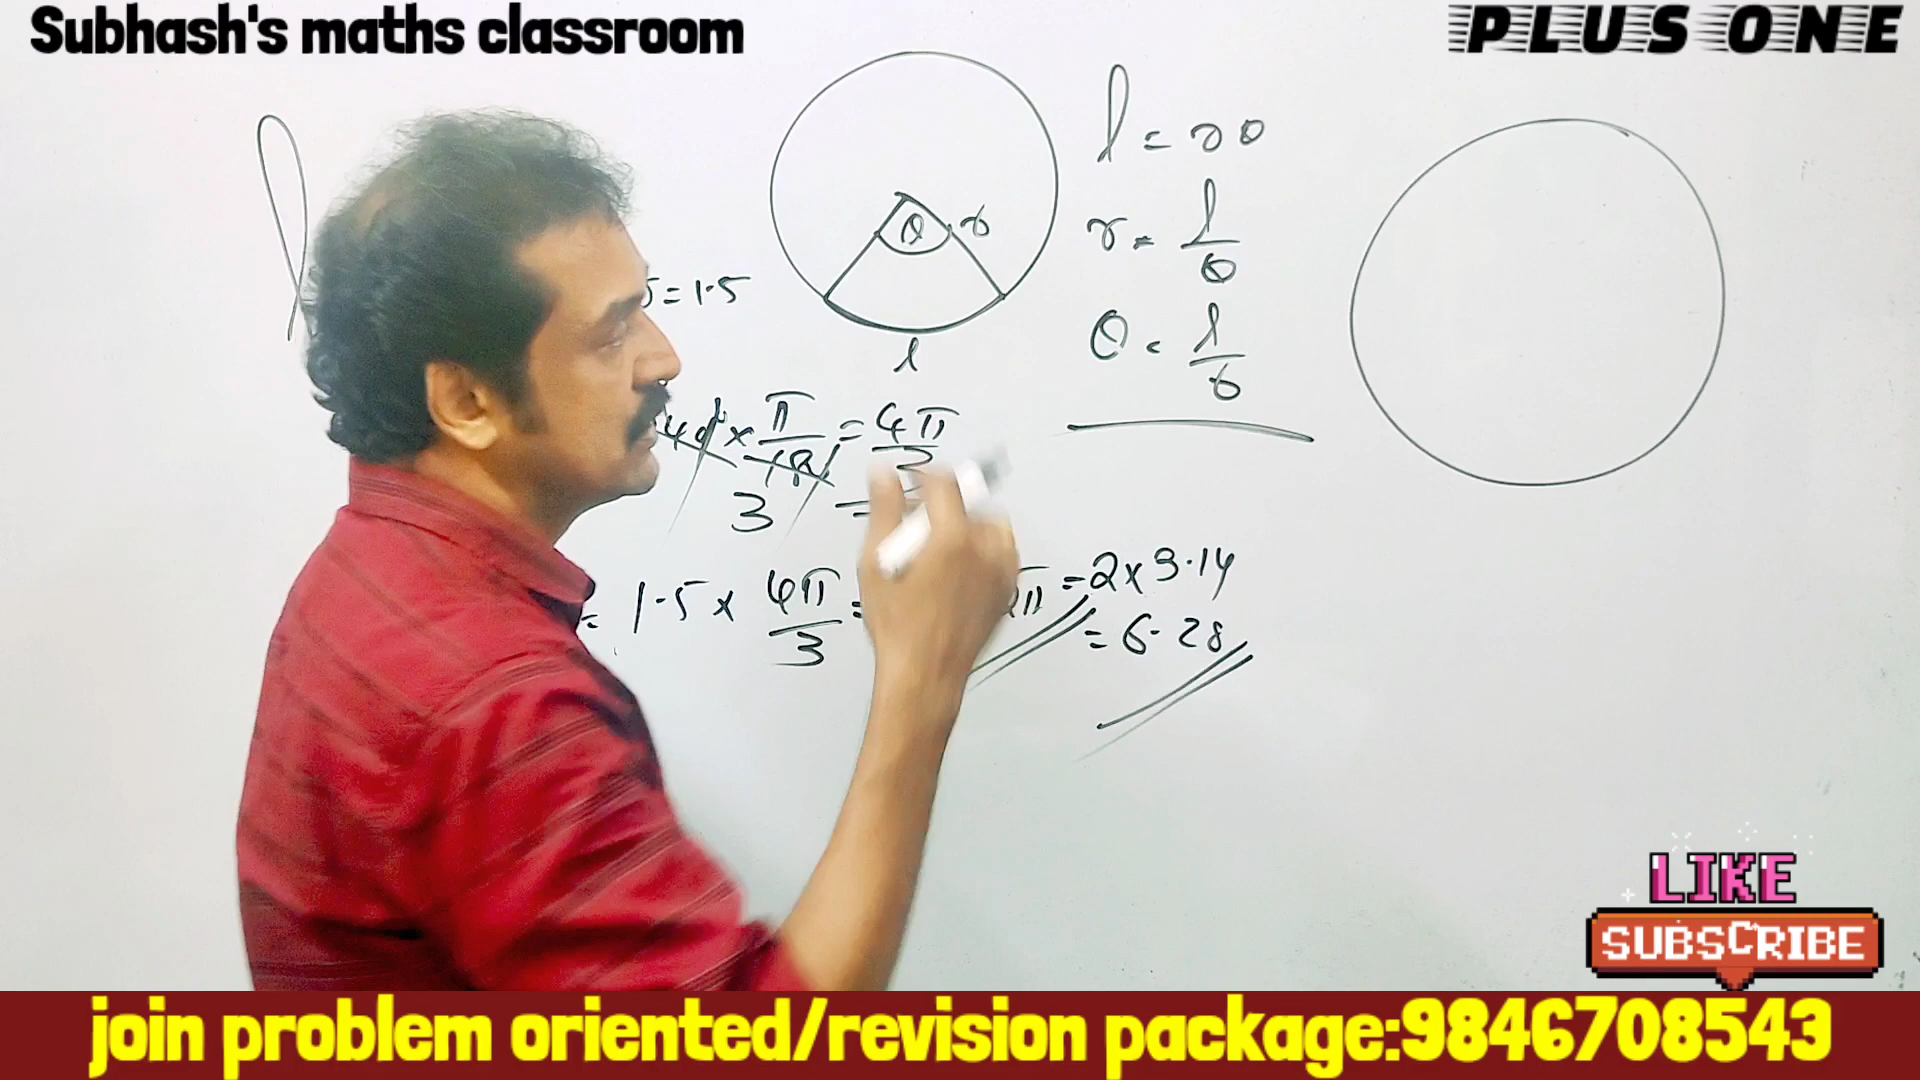 Subhash's maths classroom
PLUS ONE
l = rθ
r = l/θ
θ = l/r
θ
r
l
= 1.5
40 × π/180 = 4π/3
3
=
= 1.5 × 4π/3 =
π = 2 × 3.14
= 6.28
LIKE
SUBSCRIBE
join problem oriented/revision package:9846708543